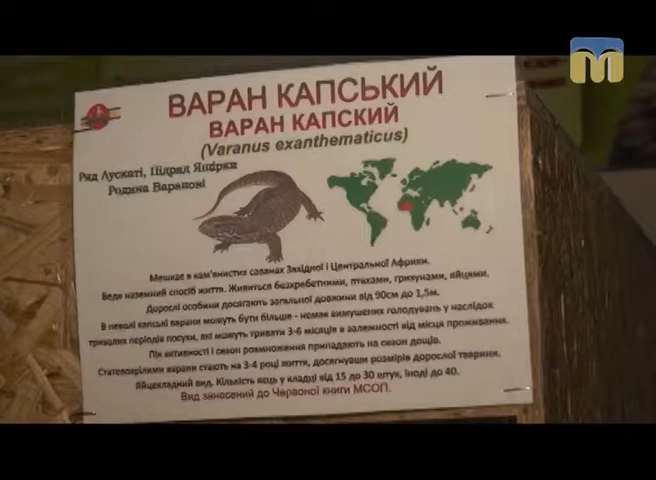 ВАРАН КАПСЬКИЙ
ВАРАН КАПСКИЙ
(Varanus exanthematicus)
Ряд Лускаті, Підряд Ящірки
Родина Варанові
Мешкає в кам'янистих саванах Західної і Центральної Африки.
Веде наземний спосіб життя. Живиться безхребетними, птахами, гризунами, яйцями.
Дорослі особини досягають загальної довжини від 90см до 1,5м.
В неволі капські варани можуть бути більше - немає вимушених голодувань у наслідок
тривалих періодів посухи, які можуть тривати 3-6 місяців в залежності від місця проживання.
Пік активності і сезон розмноження припадають на сезон дощів.
Статевозрілими варани стають на 3-4 році життя, досягнувши розмірів дорослої тварини.
Яйцекладний вид. Кількість яєць у кладці від 15 до 30 штук, іноді до 40.
Вид занесений до Червоної книги МСОП.
М